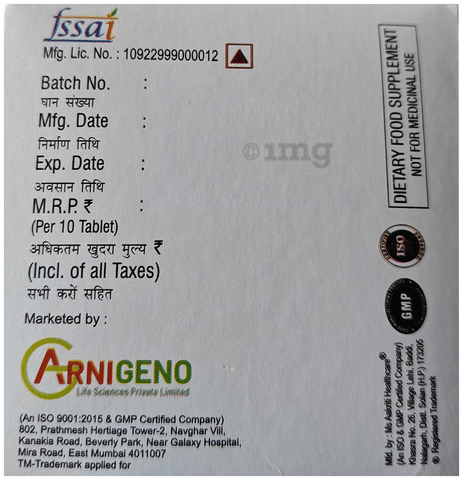 fssai
Mfg. Lic. No. : 10922999000012
Batch No. :
घान संख्या
Mfg. Date :
निर्माण तिथि
Exp. Date :
अवसान तिथि
M.R.P. ₹ :
(Per 10 Tablet)
अधिकतम खुदरा मुल्य ₹
(Incl. of all Taxes)
सभी करों सहित
Marketed by :
ARNIGENO
Life Sciences Private Limited
(An ISO 9001:2015 & GMP Certified Company)
802, Prathmesh Hertiage Tower-2, Navghar Vill,
Kanakia Road, Beverly Park, Near Galaxy Hospital,
Mira Road, East Mumbai 4011007
TM-Trademark applied for
DIETARY FOOD SUPPLEMENT
NOT FOR MEDICINAL USE
ISO
GMP
Mfd. by : Ms Aakriti Healthcare®
(An ISO & GMP Certified Company)
Khasra No. 26, Village Lehi, Baddi,
Nalagarh, Distt. Solan (H.P.) 173205
® Registered Trademark
©1mg